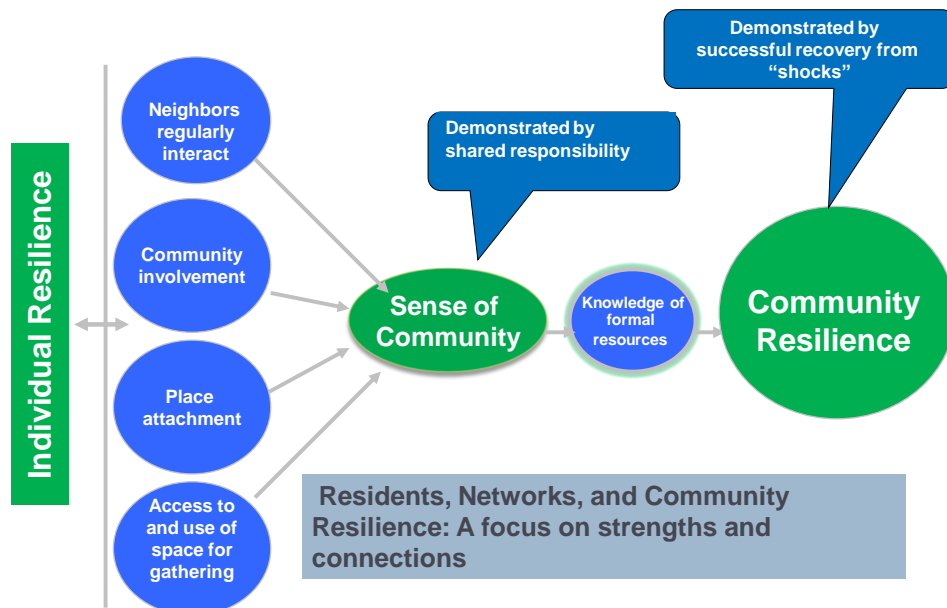 Individual Resilience
Neighbors
regularly
interact
Community
involvement
Place
attachment
Access to
and use of
space for
gathering
Demonstrated by
shared responsibility
Sense of
Community
Knowledge of
formal
resources
Demonstrated by
successful recovery from
“shocks”
Community
Resilience
Residents, Networks, and Community
Resilience: A focus on strengths and
connections